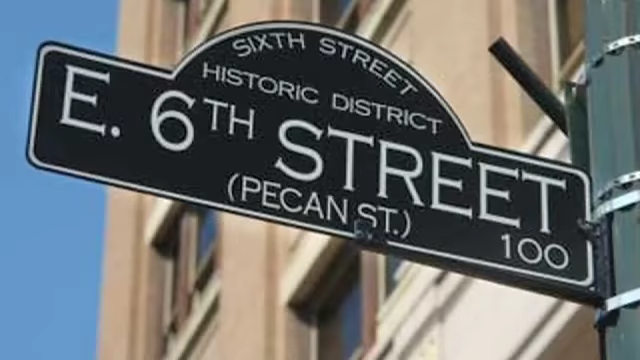 SIXTH STREET
HISTORIC DISTRICT
E. 6TH STREET
(PECAN ST.)
100